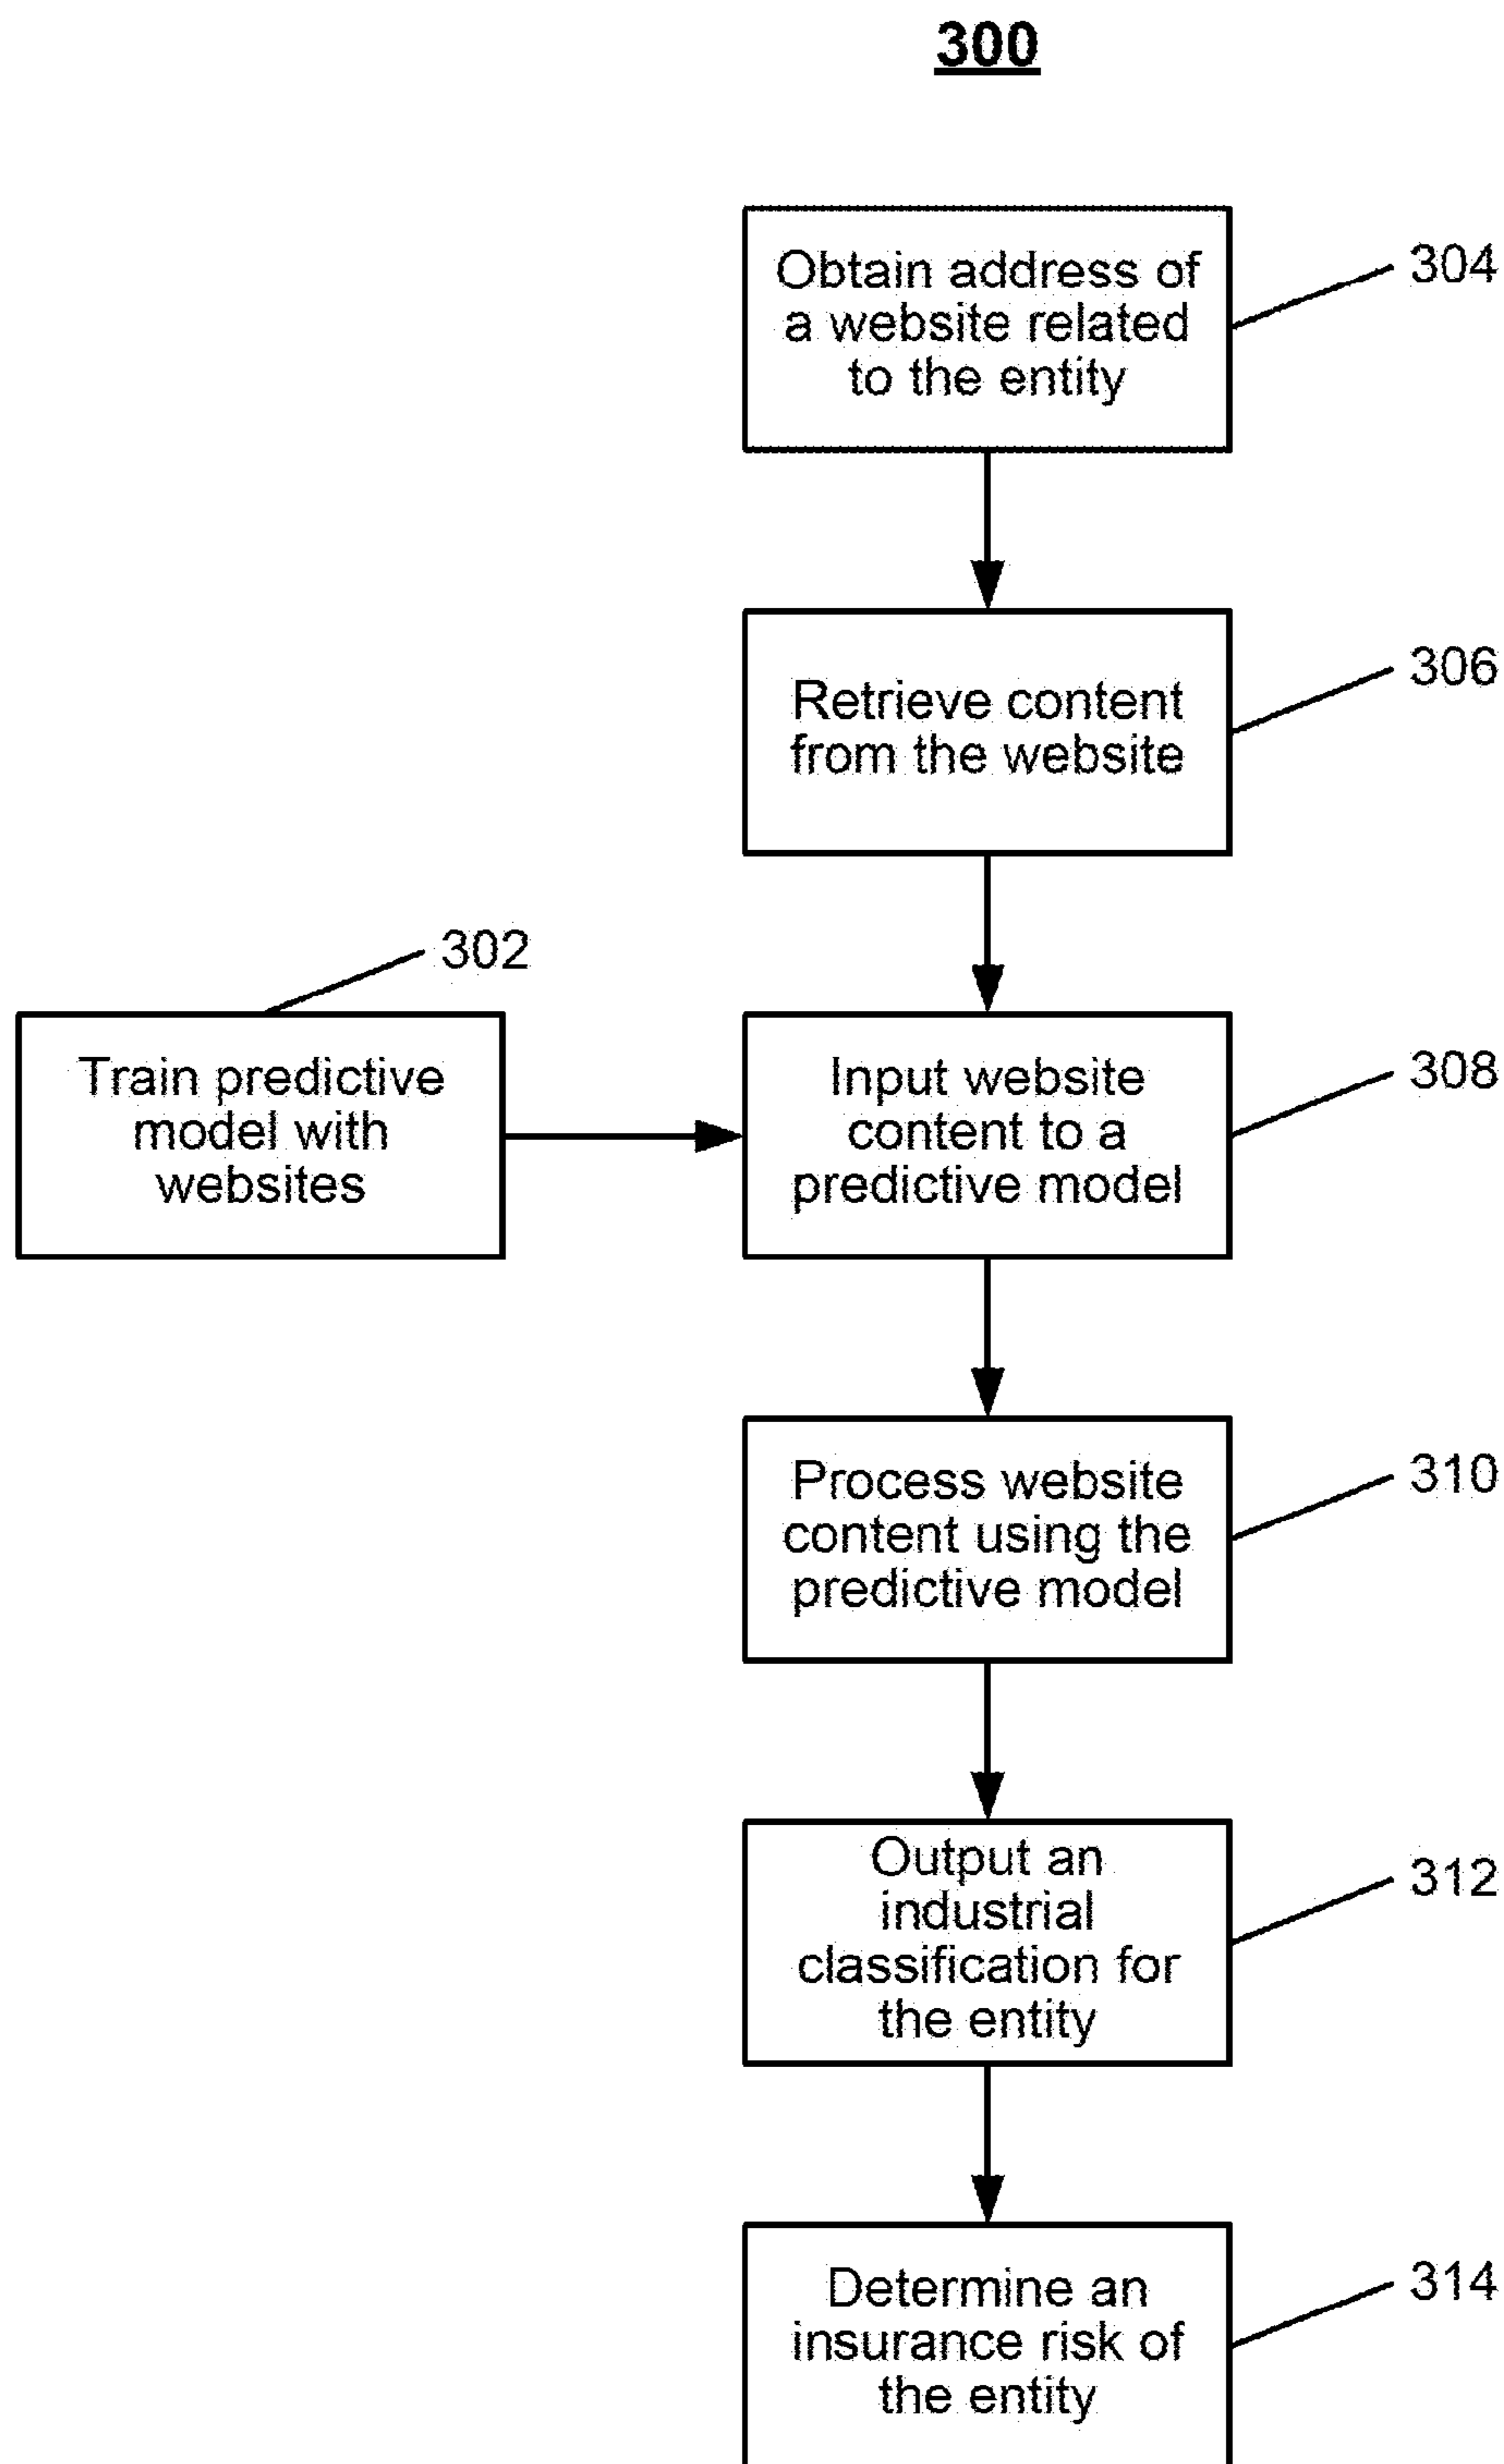 300
Obtain address of
a website related
to the entity
304
Retrieve content
from the website
306
302
Train predictive
model with
websites
Input website
content to a
predictive model
308
Process website
content using the
predictive model
310
Output an
industrial
classification for
the entity
312
Determine an
insurance risk of
the entity
314